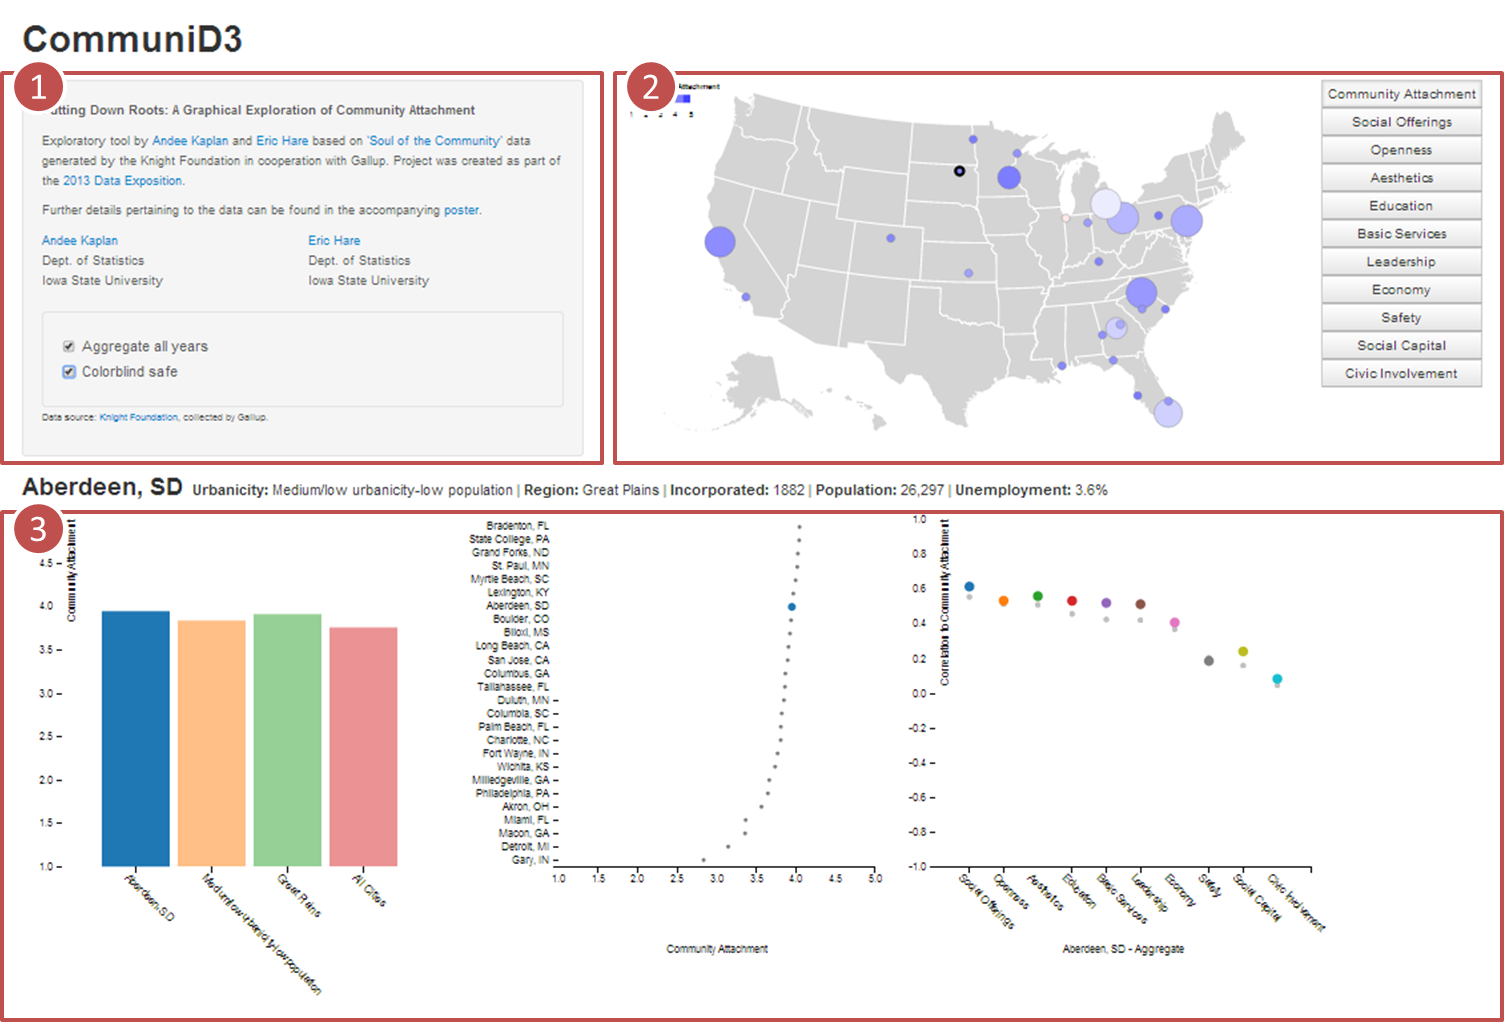 CommuniD3
1
utting Down Roots: A Graphical Exploration of Community Attachment
Exploratory tool by Andee Kaplan and Eric Hare based on 'Soul of the Community' data
generated by the Knight Foundation in cooperation with Gallup. Project was created as part of
the 2013 Data Exposition.
Further details pertaining to the data can be found in the accompanying poster.
Andee Kaplan
Dept. of Statistics
Iowa State University
Eric Hare
Dept. of Statistics
Iowa State University
Aggregate all years
Colorblind safe
Data source: Knight Foundation, collected by Gallup.
2
Attachment
1 2 3 4 5
Community Attachment
Social Offerings
Openness
Aesthetics
Education
Basic Services
Leadership
Economy
Safety
Social Capital
Civic Involvement
Aberdeen, SD Urbanicity: Medium/low urbanicity-low population | Region: Great Plains | Incorporated: 1882 | Population: 26,297 | Unemployment: 3.6%
3
Community Attachment
4.5
4.0
3.5
3.0
2.5
2.0
1.5
1.0
Aberdeen, SD
Medium/low urbanicity-low population
Great Plains
All Cities
Bradenton, FL
State College, PA
Grand Forks, ND
St. Paul, MN
Myrtle Beach, SC
Lexington, KY
Aberdeen, SD
Boulder, CO
Biloxi, MS
Long Beach, CA
San Jose, CA
Columbus, GA
Tallahassee, FL
Duluth, MN
Columbia, SC
Palm Beach, FL
Charlotte, NC
Fort Wayne, IN
Wichita, KS
Milledgeville, GA
Philadelphia, PA
Akron, OH
Miami, FL
Macon, GA
Detroit, MI
Gary, IN
1.0 1.5 2.0 2.5 3.0 3.5 4.0 4.5 5.0
Community Attachment
Correlation to Community Attachment
1.0
0.8
0.6
0.4
0.2
0.0
-0.2
-0.4
-0.6
-0.8
-1.0
Social Offerings
Openness
Aesthetics
Education
Basic Services
Leadership
Economy
Safety
Social Capital
Civic Involvement
Aberdeen, SD - Aggregate